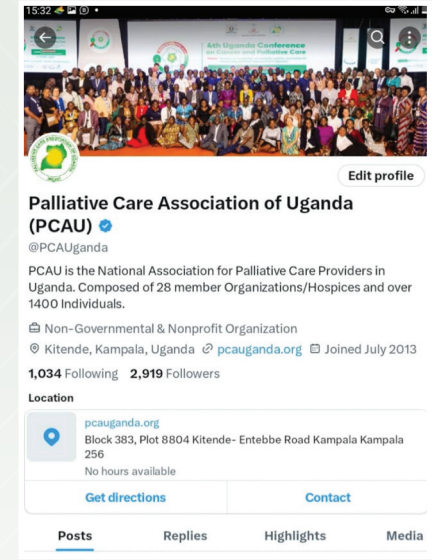 15:32
4th Uganda Conference
on Cancer and Palliative Care
Edit profile
Palliative Care Association of Uganda
(PCAU)
@PCAUganda
PCAU is the National Association for Palliative Care Providers in
Uganda. Composed of 28 member Organizations/Hospices and over
1400 Individuals.
Non-Governmental & Nonprofit Organization
Kitende, Kampala, Uganda pcauganda.org Joined July 2013
1,034 Following 2,919 Followers
Location
pcauganda.org
Block 383, Plot 8804 Kitende- Entebbe Road Kampala Kampala
256
No hours available
Get directions Contact
Posts Replies Highlights Media